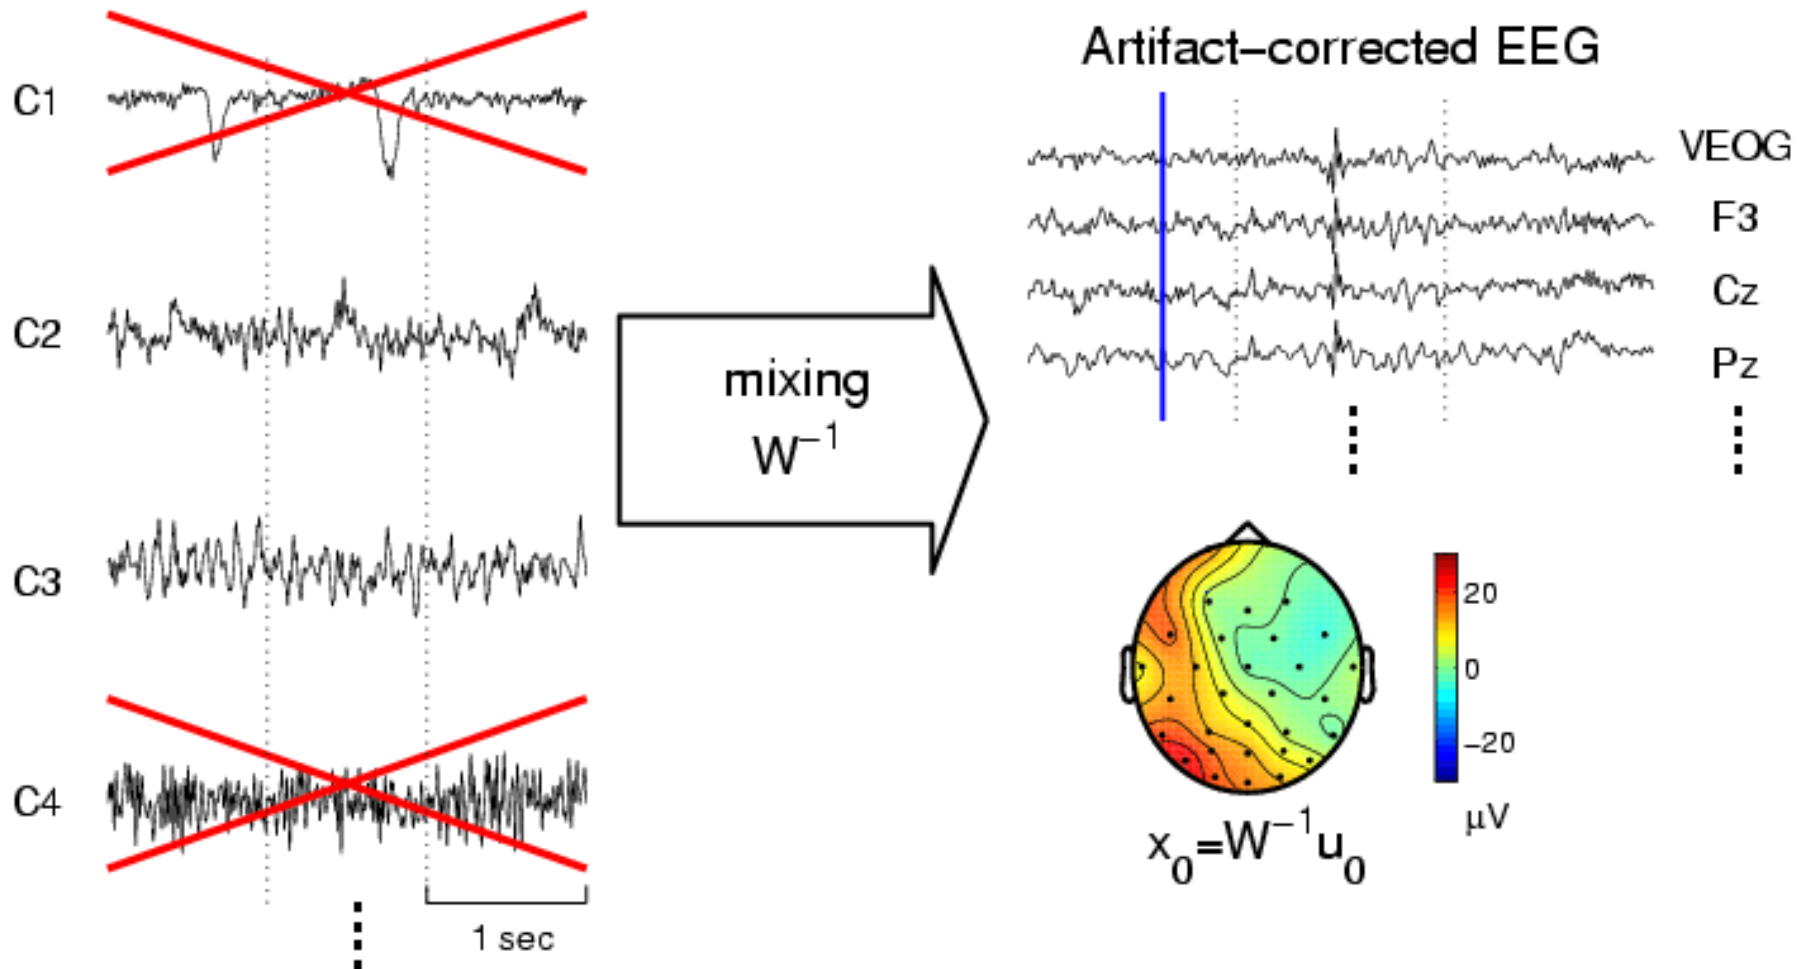 C1
C2
C3
C4
1 sec
mixing
W⁻¹
Artifact–corrected EEG
VEOG
F3
Cz
Pz
20
0
−20
μV
x₀=W⁻¹u₀